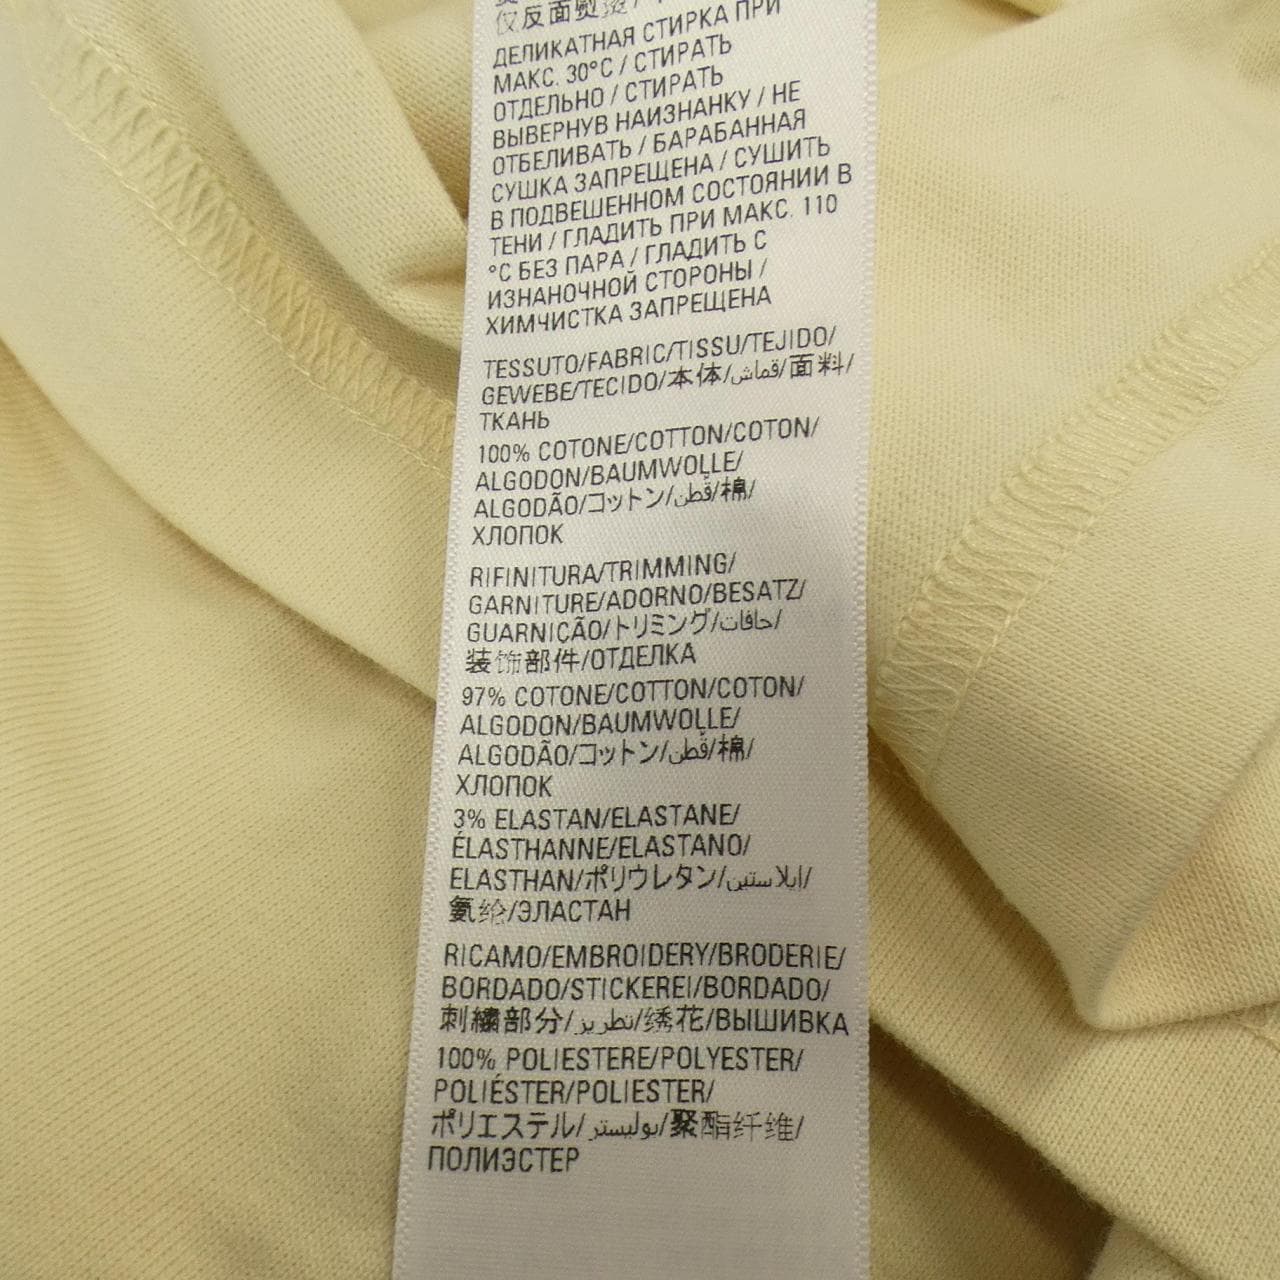 仅反面熨烫/
ДЕЛИКАТНАЯ СТИРКА ПРИ
МАКС. 30°C / СТИРАТЬ
ОТДЕЛЬНО / СТИРАТЬ
ВЫВЕРНУВ НАИЗНАНКУ / НЕ
ОТБЕЛИВАТЬ / БАРАБАННАЯ
СУШКА ЗАПРЕЩЕНА / СУШИТЬ
В ПОДВЕШЕННОМ СОСТОЯНИИ В
ТЕНИ / ГЛАДИТЬ ПРИ МАКС. 110
°C БЕЗ ПАРА / ГЛАДИТЬ С
ИЗНАНОЧНОЙ СТОРОНЫ /
ХИМЧИСТКА ЗАПРЕЩЕНА
TESSUTO/FABRIC/TISSU/TEJIDO/
GEWEBE/TECIDO/本体/قماش/面料/
ТКАНЬ
100% COTONE/COTTON/COTON/
ALGODON/BAUMWOLLE/
ALGODÃO/コットン/قُطن/棉/
ХЛОПОК
RIFINITURA/TRIMMING/
GARNITURE/ADORNO/BESATZ/
GUARNIÇÃO/トリミング/حافات/
装饰部件/ОТДЕЛКА
97% COTONE/COTTON/COTON/
ALGODON/BAUMWOLLE/
ALGODÃO/コットン/قُطن/棉/
ХЛОПОК
3% ELASTAN/ELASTANE/
ÉLASTHANNE/ELASTANO/
ELASTHAN/ポリウレタン/إيلاستين/
氨纶/ЭЛАСТАН
RICAMO/EMBROIDERY/BRODERIE/
BORDADO/STICKEREI/BORDADO/
刺繍部分/تطريز/绣花/ВЫШИВКА
100% POLIESTERE/POLYESTER/
POLIÉSTER/POLIESTER/
ポリエステル/بوليستر/聚酯纤维/
ПОЛИЭСТЕР